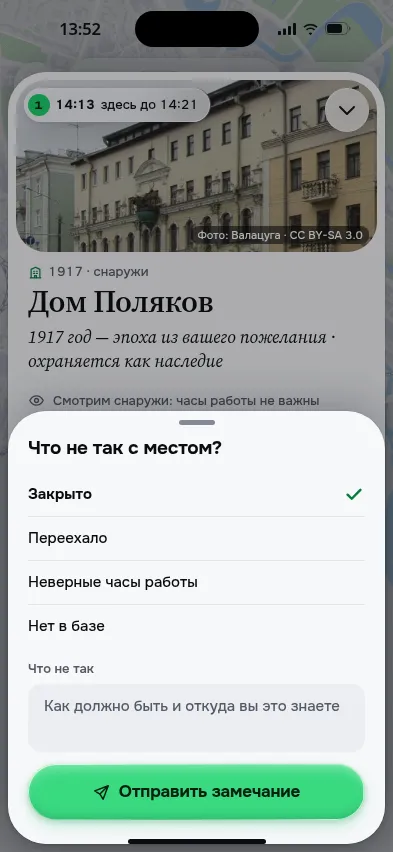 13:52
1 14:13 здесь до 14:21
Фото: Валацуга · CC BY-SA 3.0
1917 · снаружи
Дом Поляков
1917 год — эпоха из вашего пожелания ·
охраняется как наследие
Смотрим снаружи: часы работы не важны
Что не так с местом?
Закрыто
Переехало
Неверные часы работы
Нет в базе
Что не так
Как должно быть и откуда вы это знаете
Отправить замечание